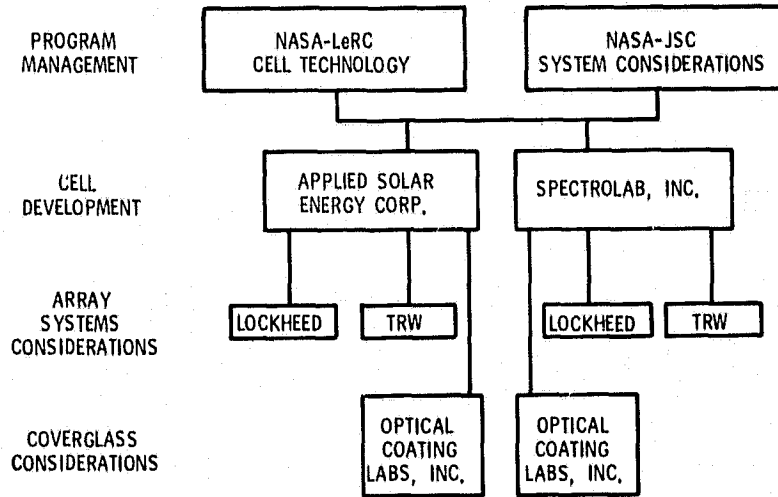 PROGRAM
MANAGEMENT
NASA-LeRC
CELL TECHNOLOGY
NASA-JSC
SYSTEM CONSIDERATIONS
CELL
DEVELOPMENT
APPLIED SOLAR
ENERGY CORP.
SPECTROLAB, INC.
ARRAY
SYSTEMS
CONSIDERATIONS
LOCKHEED
TRW
LOCKHEED
TRW
COVERGLASS
CONSIDERATIONS
OPTICAL
COATING
LABS, INC.
OPTICAL
COATING
LABS, INC.